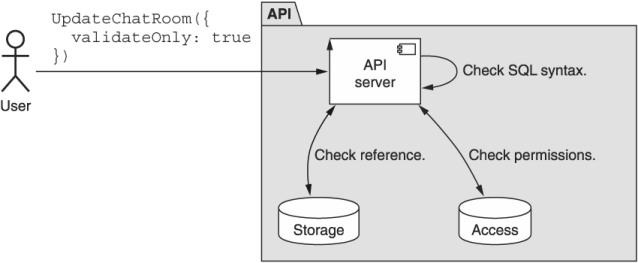 UpdateChatRoom({
  validateOnly: true
})
API
User
API
server
Check SQL syntax.
Check reference.
Check permissions.
Storage
Access